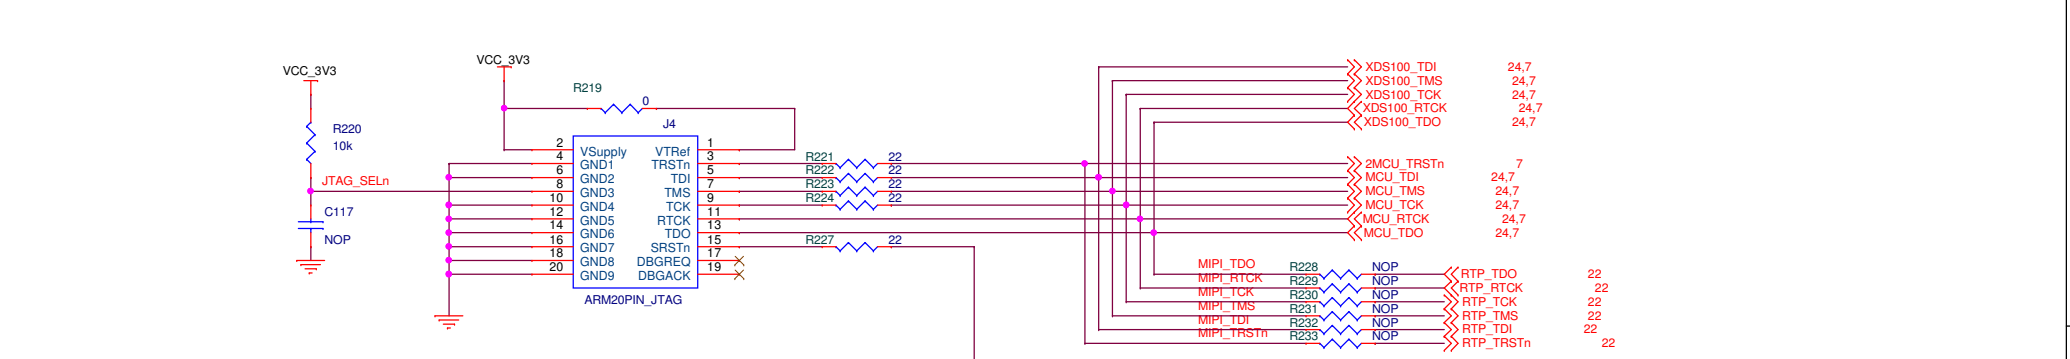 VCC_3V3
VCC_3V3
R219
0
J4
R220
10k
JTAG_SELn
C117
NOP
2 VSupply VTRef 1
4 GND1 TRSTn 3 R221 22
6 GND2 TDI 5 R222 22
8 GND3 TMS 7 R223 22
10 GND4 TCK 9 R224 22
12 GND5 RTCK 11
14 GND6 TDO 13
16 GND7 SRSTn 15 R227 22
18 GND8 DBGREQ 17
20 GND9 DBGACK 19
ARM20PIN_JTAG
XDS100_TDI 24,7
XDS100_TMS 24,7
XDS100_TCK 24,7
XDS100_RTCK 24,7
XDS100_TDO 24,7
2MCU_TRSTn 7
MCU_TDI 24,7
MCU_TMS 24,7
MCU_TCK 24,7
MCU_RTCK 24,7
MCU_TDO 24,7
MIPI_TDO R228 NOP RTP_TDO 22
MIPI_RTCK R229 NOP RTP_RTCK 22
MIPI_TCK R230 NOP RTP_TCK 22
MIPI_TMS R231 NOP RTP_TMS 22
MIPI_TDI R232 NOP RTP_TDI 22
MIPI_TRSTn R233 NOP RTP_TRSTn 22